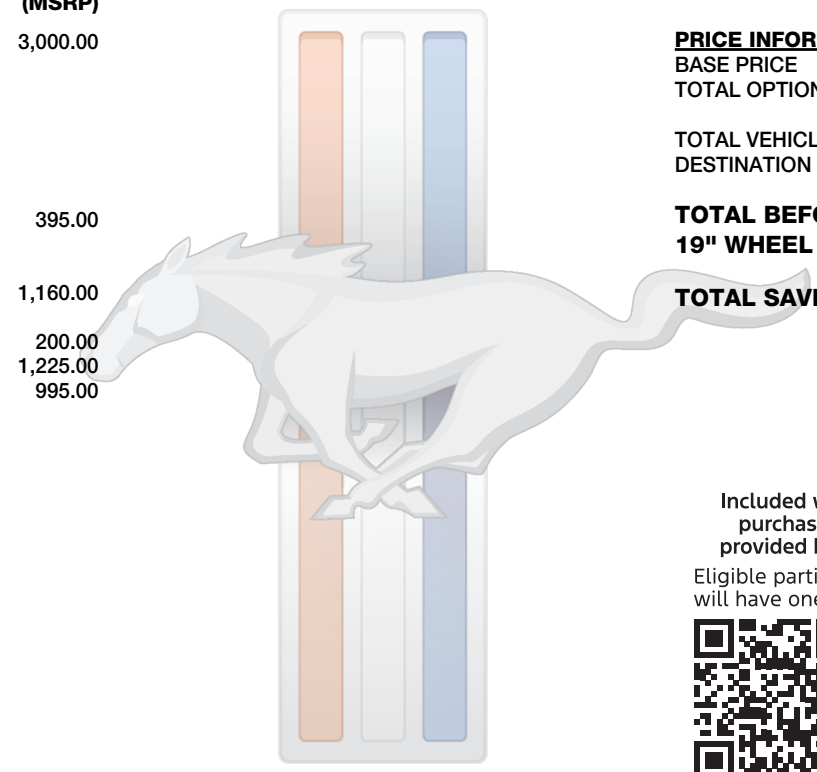 (MSRP)
3,000.00
395.00
1,160.00
200.00
1,225.00
995.00
PRICE INFOR
BASE PRICE
TOTAL OPTION
TOTAL VEHICL
DESTINATION
TOTAL BEFO
19" WHEEL
TOTAL SAVI
Included w
purchas
provided b
Eligible parti
will have one